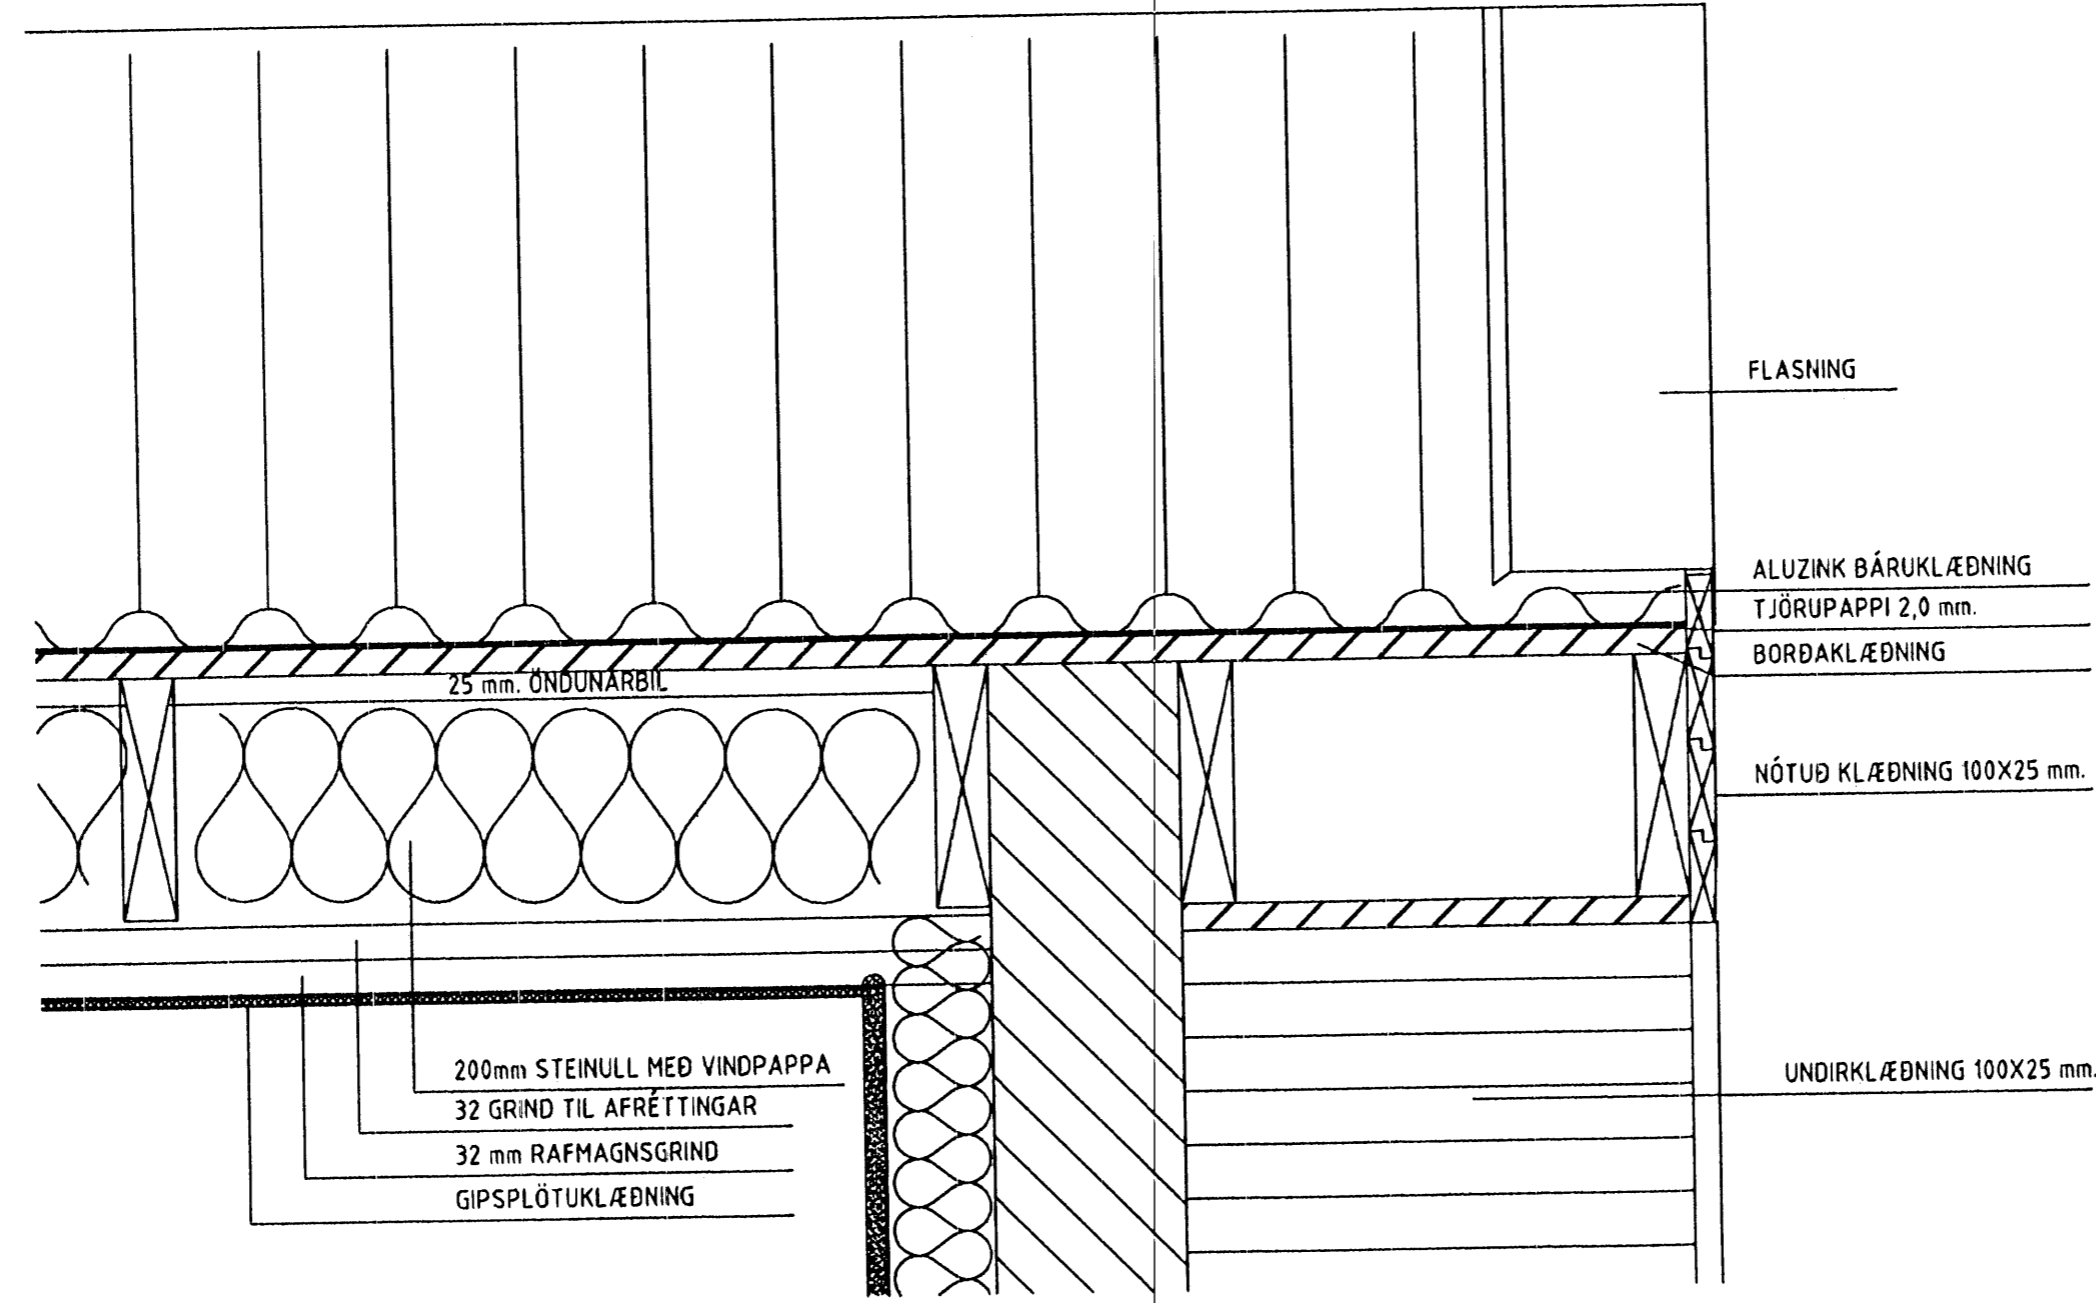 FLASNING
ALUZINK BÁRUKLÆÐNING
TJÖRUPAPPI 2,0 mm.
BORÐAKLÆÐNING
25 mm. ÖNDUNARBIL
NÓTUÐ KLÆÐNING 100X25 mm.
200mm STEINULL MEÐ VINDPAPPA
UNDIRKLÆÐNING 100X25 mm.
32 GRIND TIL AFRÉTTINGAR
32 mm RAFMAGNSGRIND
GIPSPLÖTUKLÆÐNING